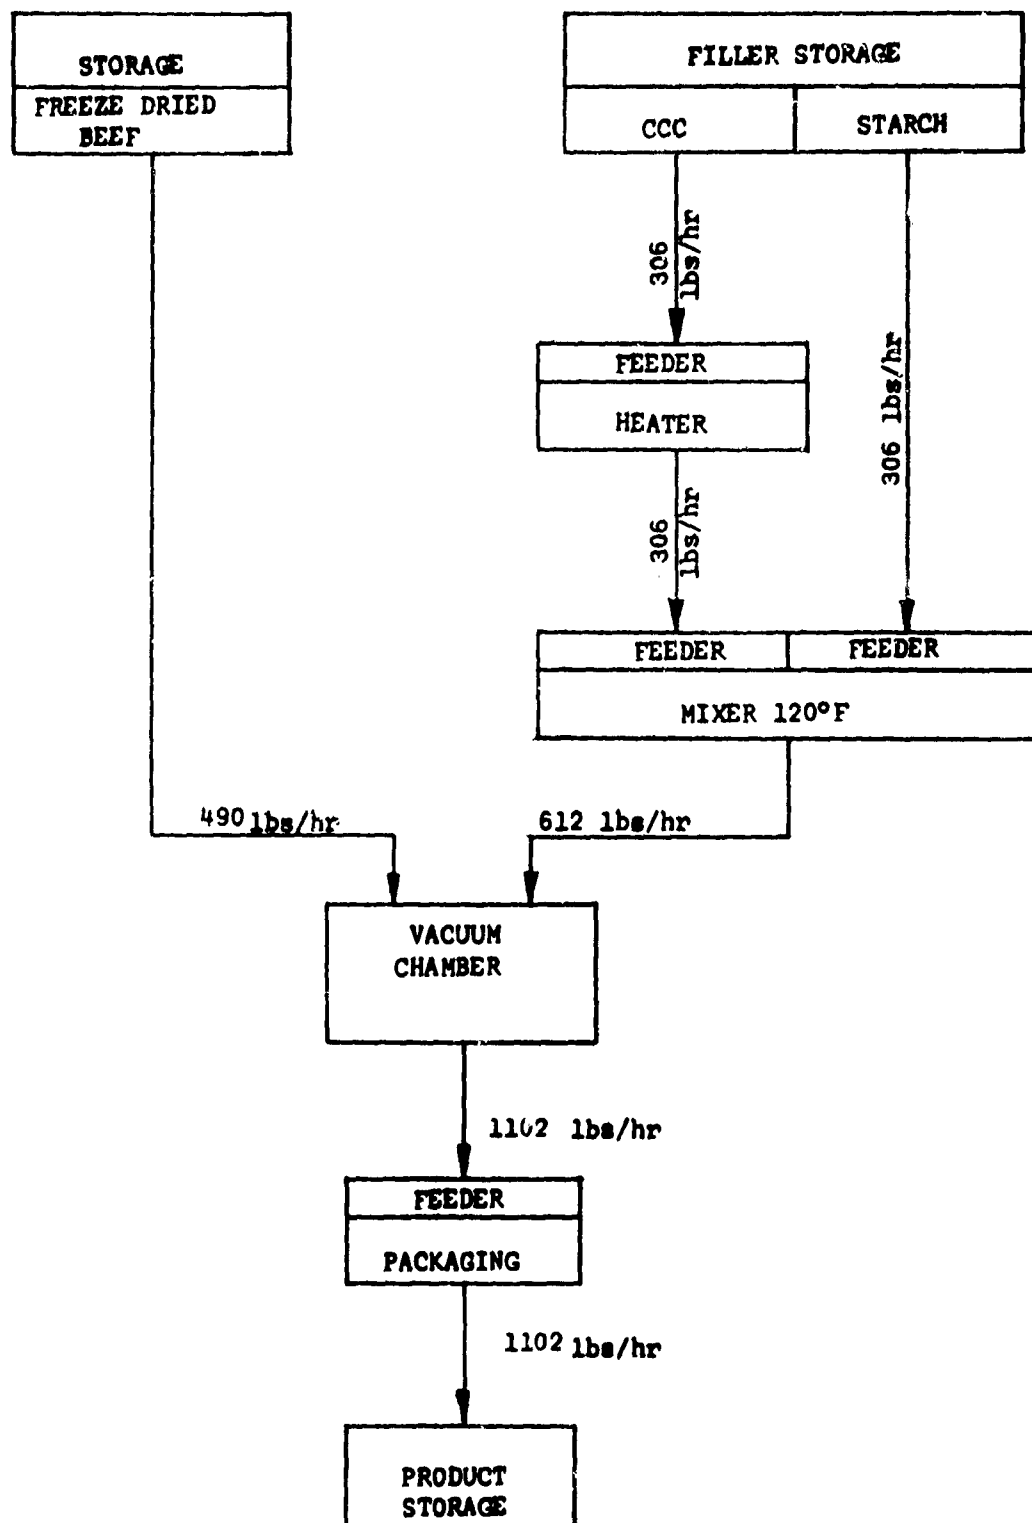 STORAGE
FREEZE DRIED
BEEF
FILLER STORAGE
CCC
STARCH
306
lbs/hr
306 lbs/hr
FEEDER
HEATER
306
lbs/hr
FEEDER
FEEDER
MIXER 120°F
490 lbs/hr
612 lbs/hr
VACUUM
CHAMBER
1102 lbs/hr
FEEDER
PACKAGING
1102 lbs/hr
PRODUCT
STORAGE